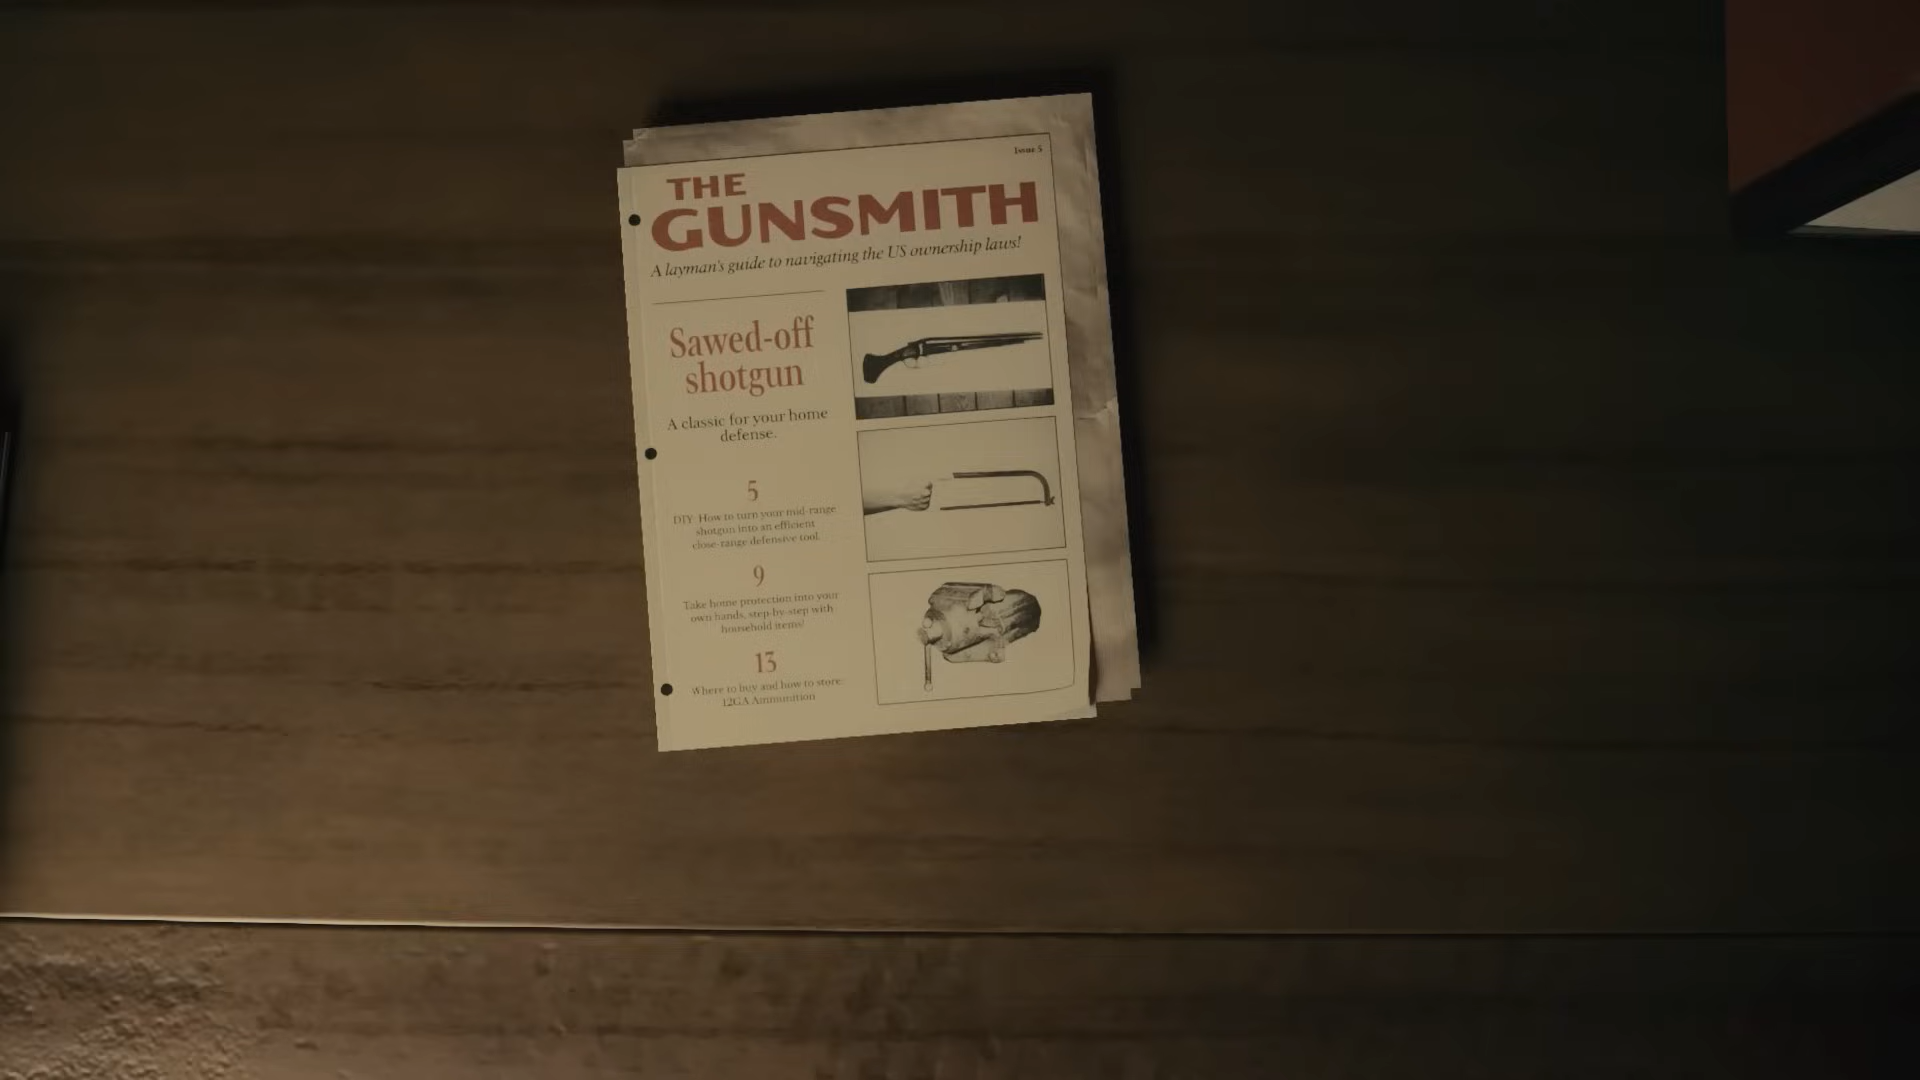 Issue 5
THE
GUNSMITH
A layman's guide to navigating the US ownership laws!
Sawed-off
shotgun
A classic for your home
defense.
5
DIY: How to turn your mid-range
shotgun into an efficient
close-range defensive tool.
9
Take home protection into your
own hands, step-by-step with
household items!
13
Where to buy and how to store
12GA Ammunition